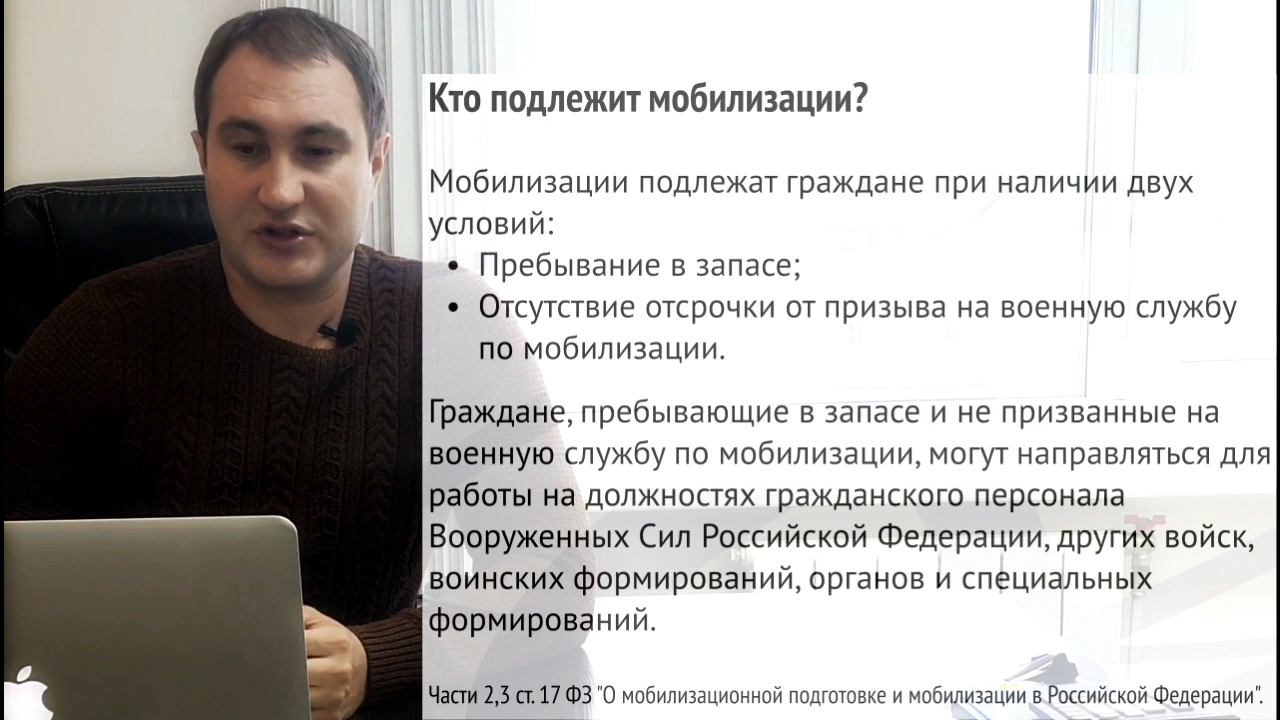 Кто подлежит мобилизации?
Мобилизации подлежат граждане при наличии двух
условий:
• Пребывание в запасе;
• Отсутствие отсрочки от призыва на военную службу
по мобилизации.
Граждане, пребывающие в запасе и не призванные на
военную службу по мобилизации, могут направляться для
работы на должностях гражданского персонала
Вооруженных Сил Российской Федерации, других войск,
воинских формирований, органов и специальных
формирований.
Части 2,3 ст. 17 ФЗ "О мобилизационной подготовке и мобилизации в Российской Федерации".